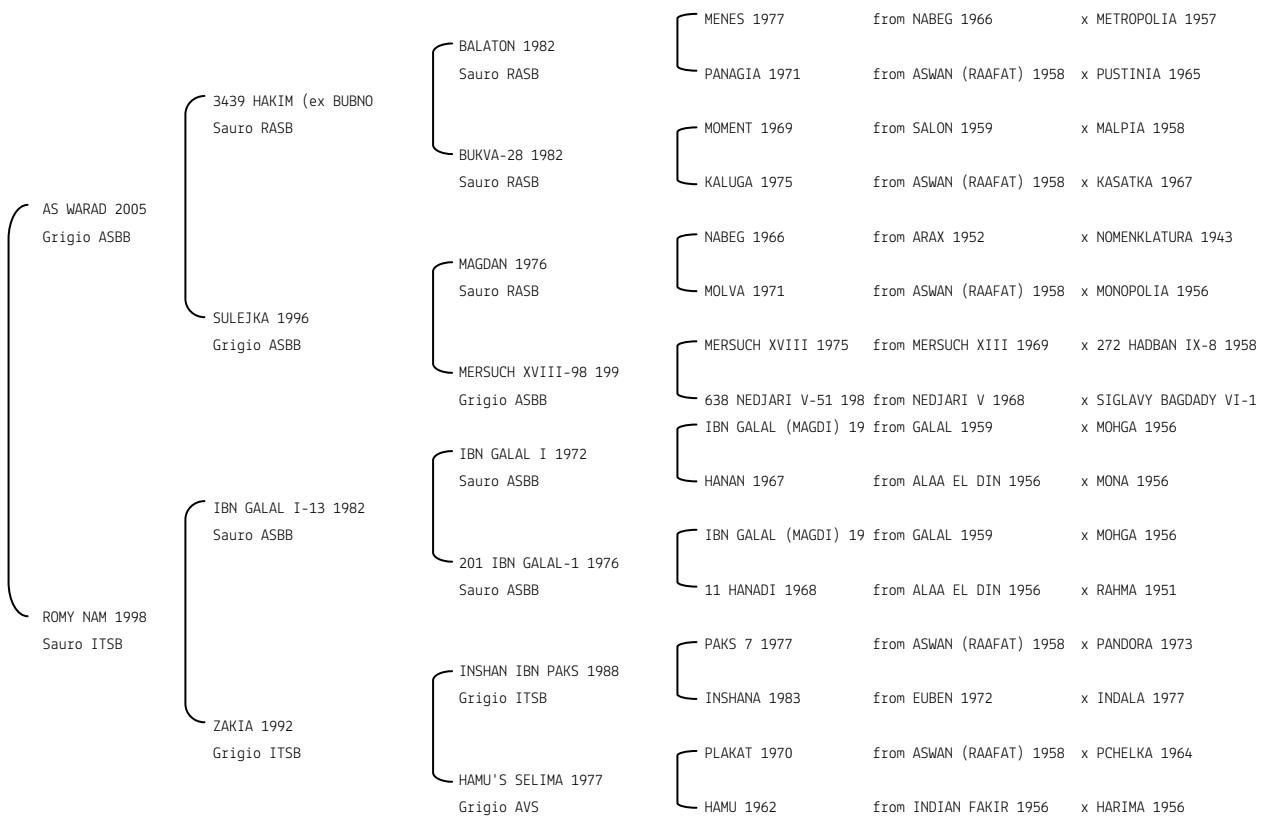 MENES 1977 from NABEG 1966 x METROPOLIA 1957
BALATON 1982
Sauro RASB
PANAGIA 1971 from ASWAN (RAAFAT) 1958 x PUSTINIA 1965
3439 HAKIM (ex BUBNO
Sauro RASB
MOMENT 1969 from SALON 1959 x MALPIA 1958
BUKVA-28 1982
Sauro RASB
KALUGA 1975 from ASWAN (RAAFAT) 1958 x KASATKA 1967
AS WARAD 2005
Grigio ASBB
NABEG 1966 from ARAX 1952 x NOMENKLATURA 1943
MAGDAN 1976
Sauro RASB
MOLVA 1971 from ASWAN (RAAFAT) 1958 x MONOPOLIA 1956
SULEJKA 1996
Grigio ASBB
MERSUCH XVIII 1975 from MERSUCH XIII 1969 x 272 HADBAN IX-8 1958
MERSUCH XVIII-98 199
Grigio ASBB
638 NEDJARI V-51 198 from NEDJARI V 1968 x SIGLAVY BAGDADY VI-1
IBN GALAL (MAGDI) 19 from GALAL 1959 x MOHGA 1956
IBN GALAL I 1972
Sauro ASBB
HANAN 1967 from ALAA EL DIN 1956 x MONA 1956
IBN GALAL I-13 1982
Sauro ASBB
IBN GALAL (MAGDI) 19 from GALAL 1959 x MOHGA 1956
201 IBN GALAL-1 1976
Sauro ASBB
11 HANADI 1968 from ALAA EL DIN 1956 x RAHMA 1951
ROMY NAM 1998
Sauro ITSB
PAKS 7 1977 from ASWAN (RAAFAT) 1958 x PANDORA 1973
INSHAN IBN PAKS 1988
Grigio ITSB
INSHANA 1983 from EUBEN 1972 x INDALA 1977
ZAKIA 1992
Grigio ITSB
PLAKAT 1970 from ASWAN (RAAFAT) 1958 x PCHELKA 1964
HAMU'S SELIMA 1977
Grigio AVS
HAMU 1962 from INDIAN FAKIR 1956 x HARIMA 1956